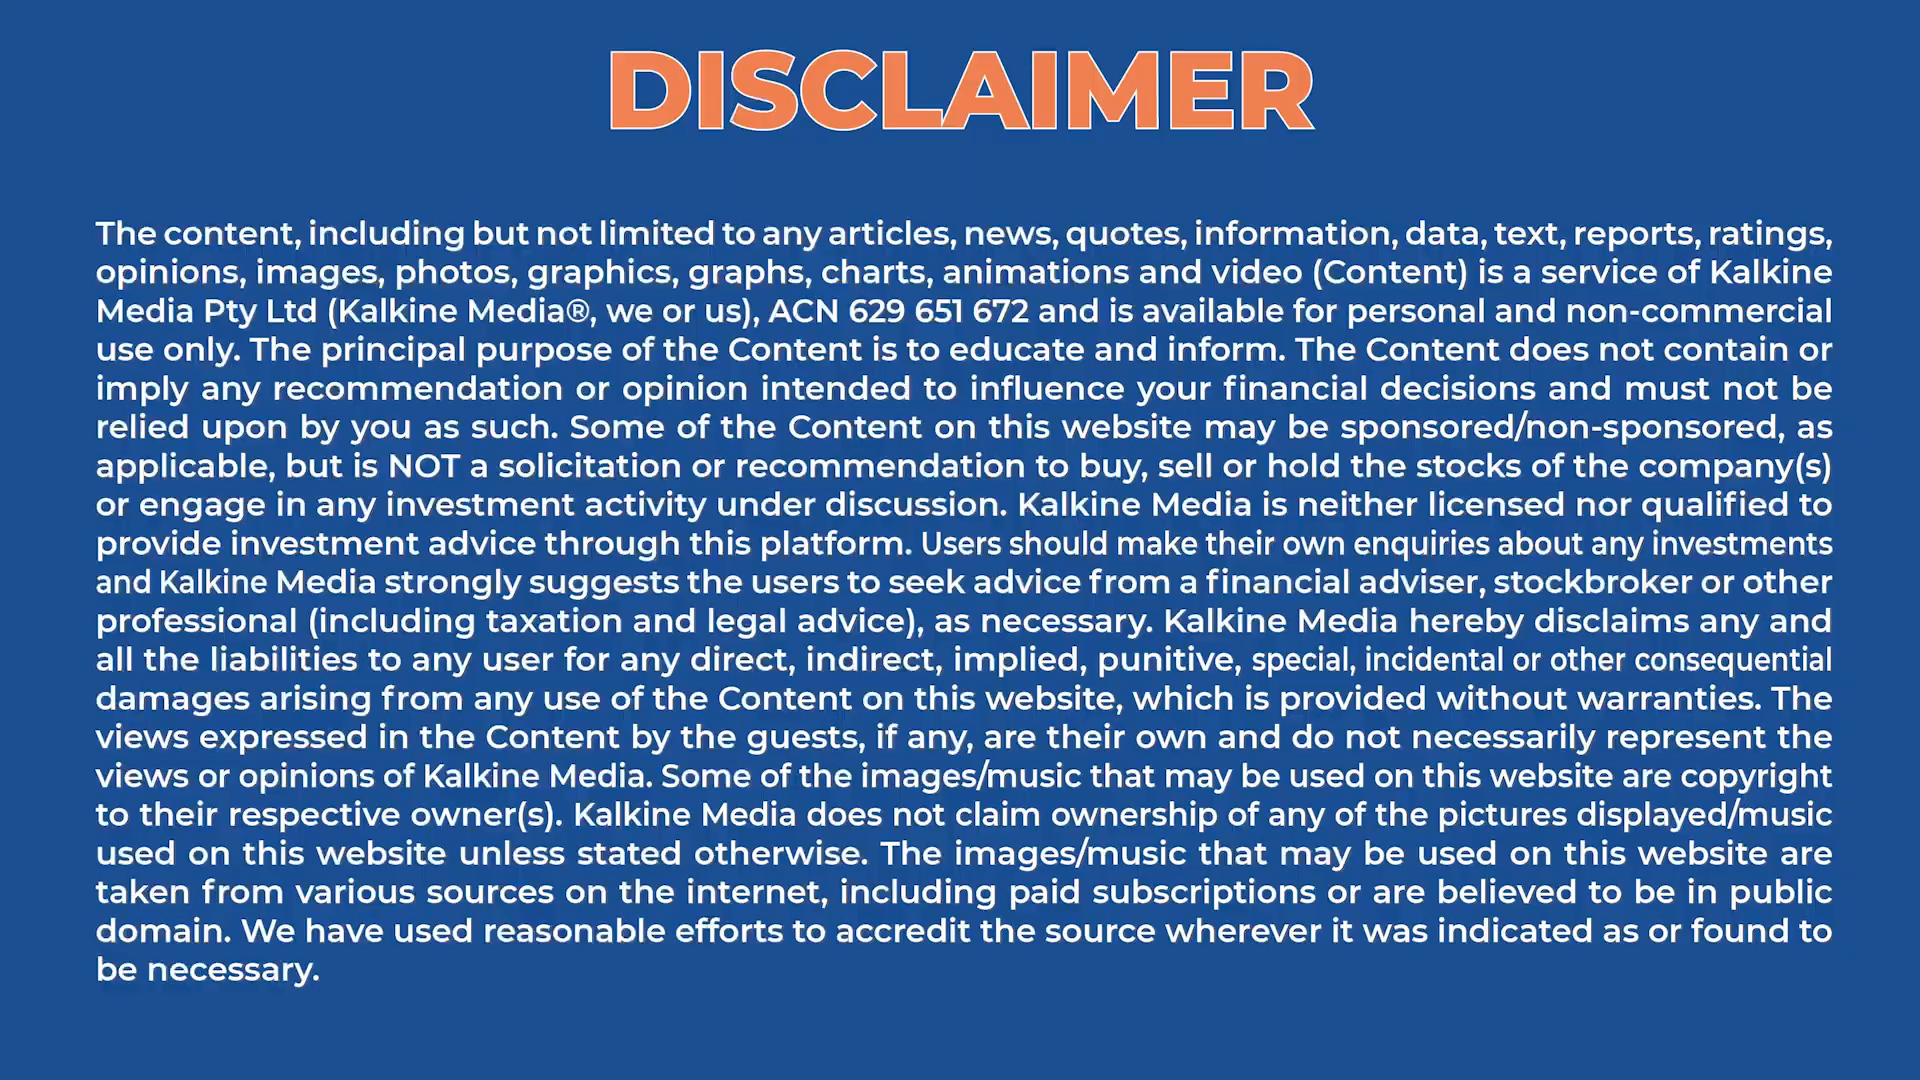 DISCLAIMER
The content, including but not limited to any articles, news, quotes, information, data, text, reports, ratings,
opinions, images, photos, graphics, graphs, charts, animations and video (Content) is a service of Kalkine
Media Pty Ltd (Kalkine Media®, we or us), ACN 629 651 672 and is available for personal and non-commercial
use only. The principal purpose of the Content is to educate and inform. The Content does not contain or
imply any recommendation or opinion intended to influence your financial decisions and must not be
relied upon by you as such. Some of the Content on this website may be sponsored/non-sponsored, as
applicable, but is NOT a solicitation or recommendation to buy, sell or hold the stocks of the company(s)
or engage in any investment activity under discussion. Kalkine Media is neither licensed nor qualified to
provide investment advice through this platform. Users should make their own enquiries about any investments
and Kalkine Media strongly suggests the users to seek advice from a financial adviser, stockbroker or other
professional (including taxation and legal advice), as necessary. Kalkine Media hereby disclaims any and
all the liabilities to any user for any direct, indirect, implied, punitive, special, incidental or other consequential
damages arising from any use of the Content on this website, which is provided without warranties. The
views expressed in the Content by the guests, if any, are their own and do not necessarily represent the
views or opinions of Kalkine Media. Some of the images/music that may be used on this website are copyright
to their respective owner(s). Kalkine Media does not claim ownership of any of the pictures displayed/music
used on this website unless stated otherwise. The images/music that may be used on this website are
taken from various sources on the internet, including paid subscriptions or are believed to be in public
domain. We have used reasonable efforts to accredit the source wherever it was indicated as or found to
be necessary.